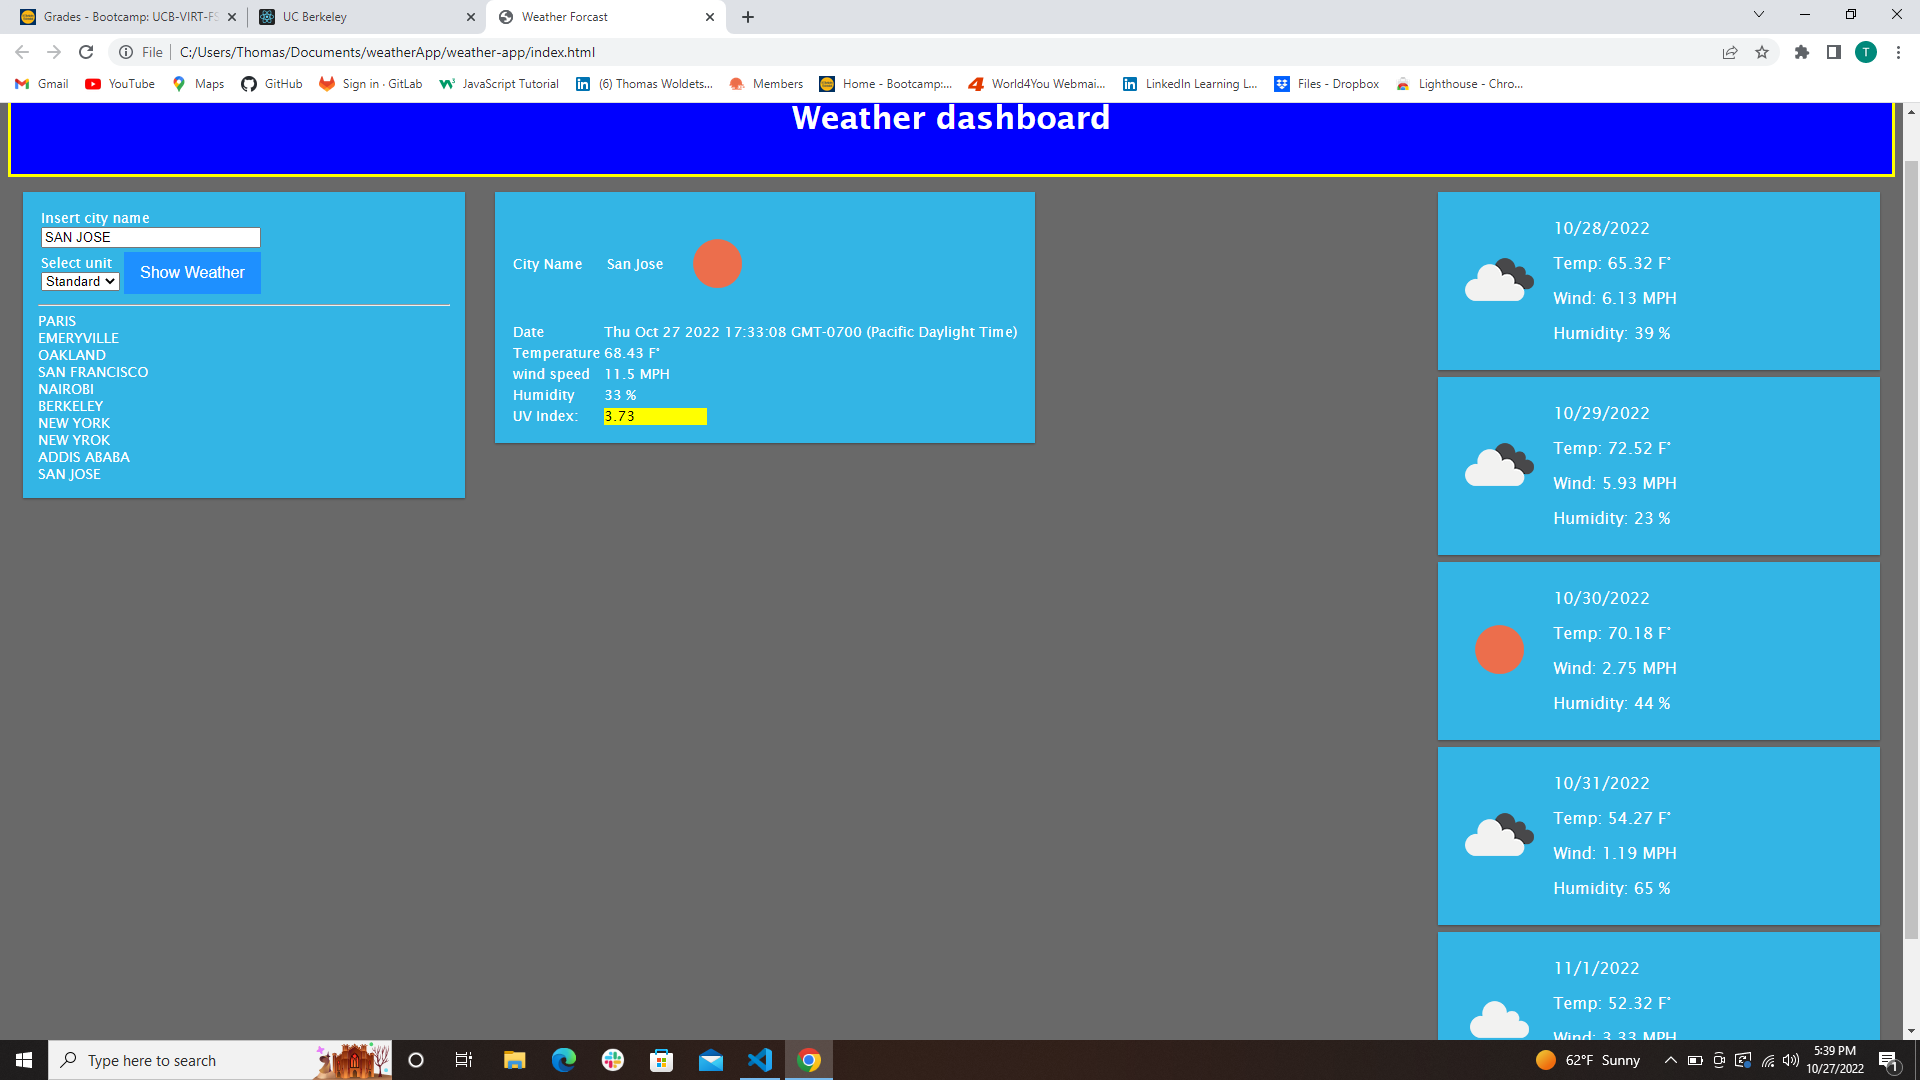 Grades - Bootcamp: UCB-VIRT-FS
UC Berkeley
Weather Forcast
File
C:/Users/Thomas/Documents/weatherApp/weather-app/index.html
T
Gmail
YouTube
Maps
GitHub
Sign in · GitLab
JavaScript Tutorial
(6) Thomas Woldets...
Members
Home - Bootcamp:...
World4You Webmai...
LinkedIn Learning L...
Files - Dropbox
Lighthouse - Chro...
Weather dashboard
Insert city name
SAN JOSE
Select unit
Standard
Show Weather
PARIS
EMERYVILLE
OAKLAND
SAN FRANCISCO
NAIROBI
BERKELEY
NEW YORK
NEW YROK
ADDIS ABABA
SAN JOSE
City Name San Jose
Date Thu Oct 27 2022 17:33:08 GMT-0700 (Pacific Daylight Time)
Temperature 68.43 F°
wind speed 11.5 MPH
Humidity 33 %
UV Index: 3.73
10/28/2022
Temp: 65.32 F°
Wind: 6.13 MPH
Humidity: 39 %
10/29/2022
Temp: 72.52 F°
Wind: 5.93 MPH
Humidity: 23 %
10/30/2022
Temp: 70.18 F°
Wind: 2.75 MPH
Humidity: 44 %
10/31/2022
Temp: 54.27 F°
Wind: 1.19 MPH
Humidity: 65 %
11/1/2022
Temp: 52.32 F°
Wind: 3.33 MPH
Type here to search
62°F Sunny
5:39 PM
10/27/2022
1